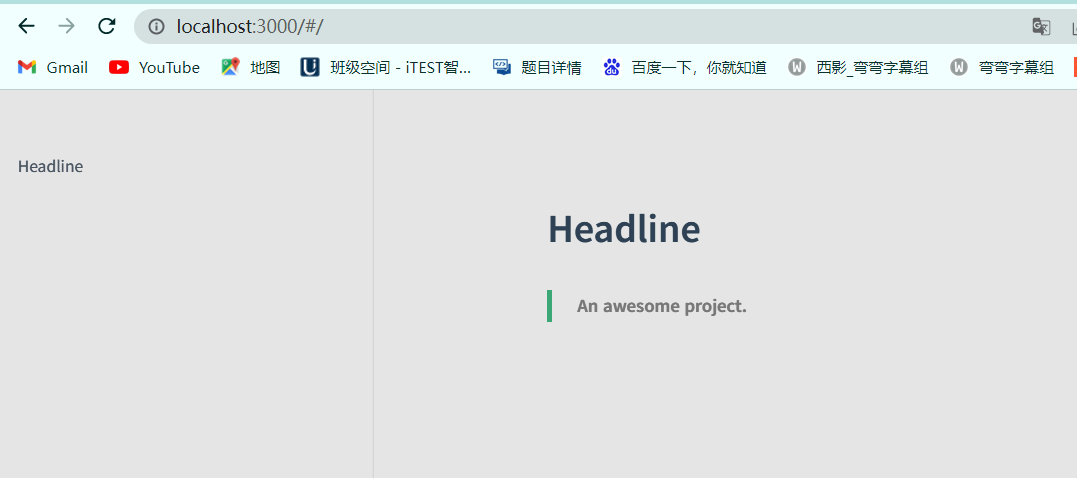 localhost:3000/#/
Gmail YouTube 地图 班级空间 - iTEST智... 题目详情 百度一下，你就知道 西影_弯弯字幕组 弯弯字幕组
Headline
Headline
An awesome project.